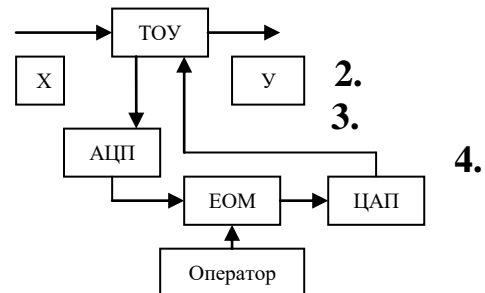 ТОУ
Х
У
2.
3.
АЦП
4.
ЕОМ
ЦАП
Оператор